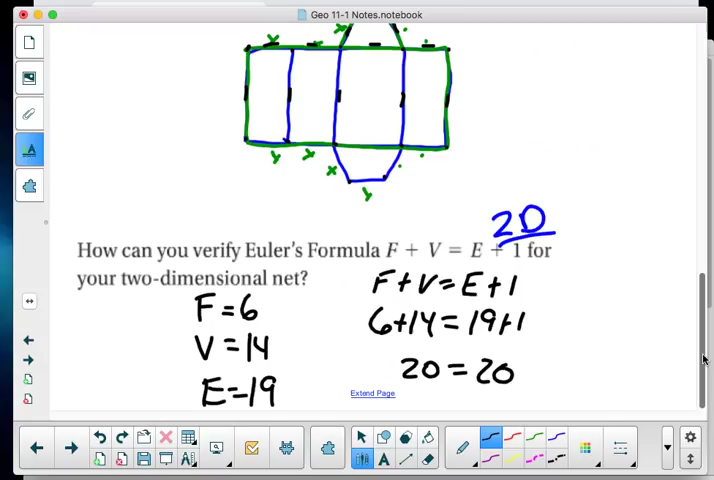 Geo 11-1 Notes.notebook
2D
How can you verify Euler's Formula F + V = E + 1 for
your two-dimensional net?
F+V=E+1
F=6
6+14=19+1
V=14
20=20
E=19
Extend Page